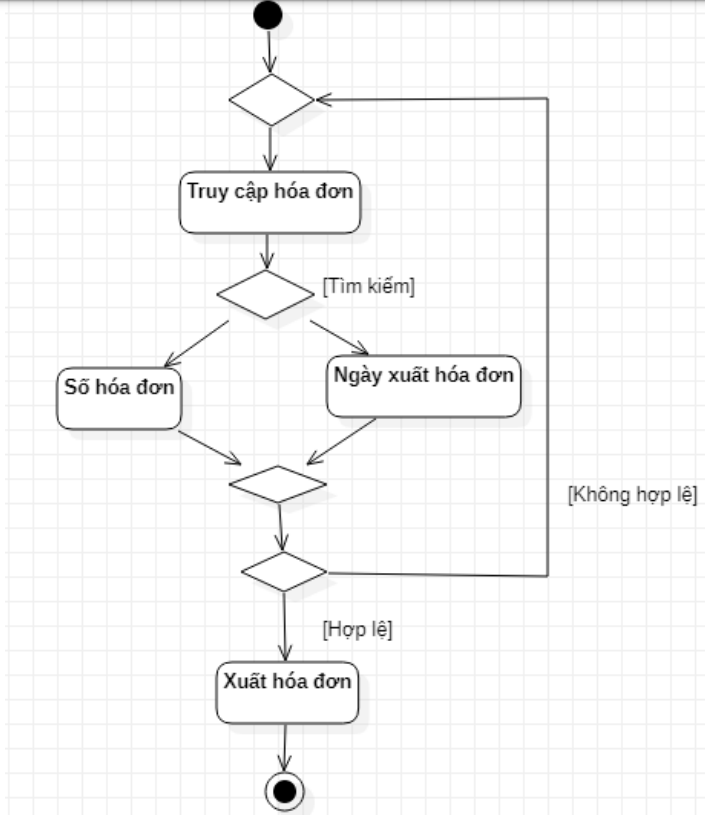 Truy cập hóa đơn
[Tìm kiếm]
Số hóa đơn
Ngày xuất hóa đơn
[Không hợp lệ]
[Hợp lệ]
Xuất hóa đơn